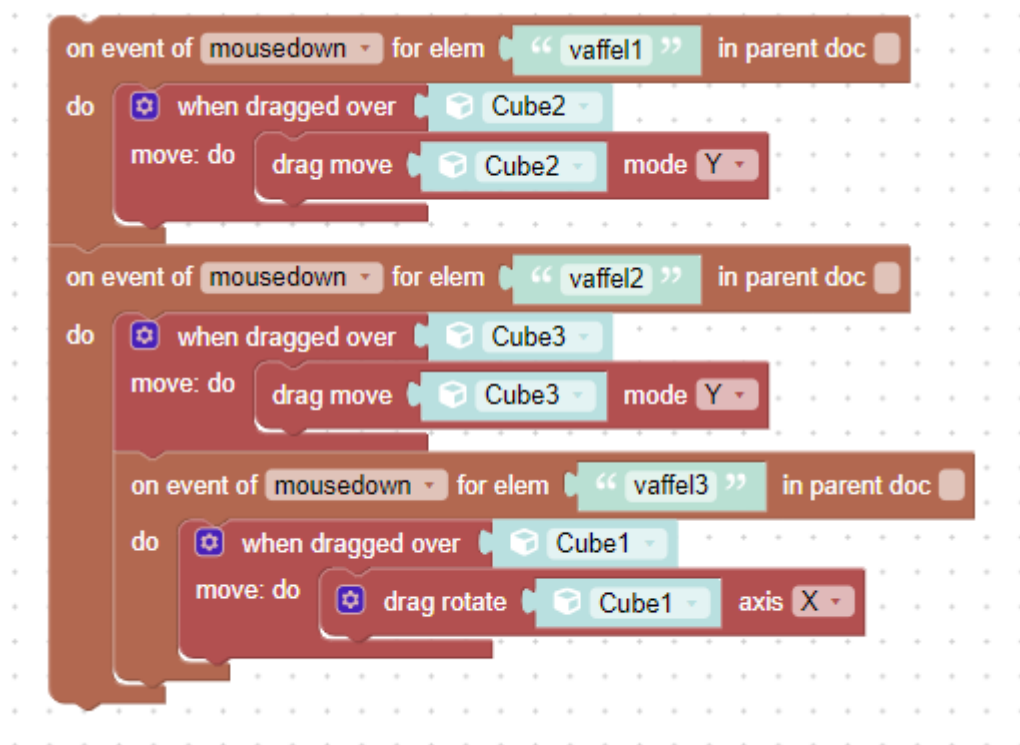 on event of mousedown for elem “ vaffel1 ” in parent doc
do when dragged over Cube2
move: do drag move Cube2 mode Y
on event of mousedown for elem “ vaffel2 ” in parent doc
do when dragged over Cube3
move: do drag move Cube3 mode Y
on event of mousedown for elem “ vaffel3 ” in parent doc
do when dragged over Cube1
move: do drag rotate Cube1 axis X